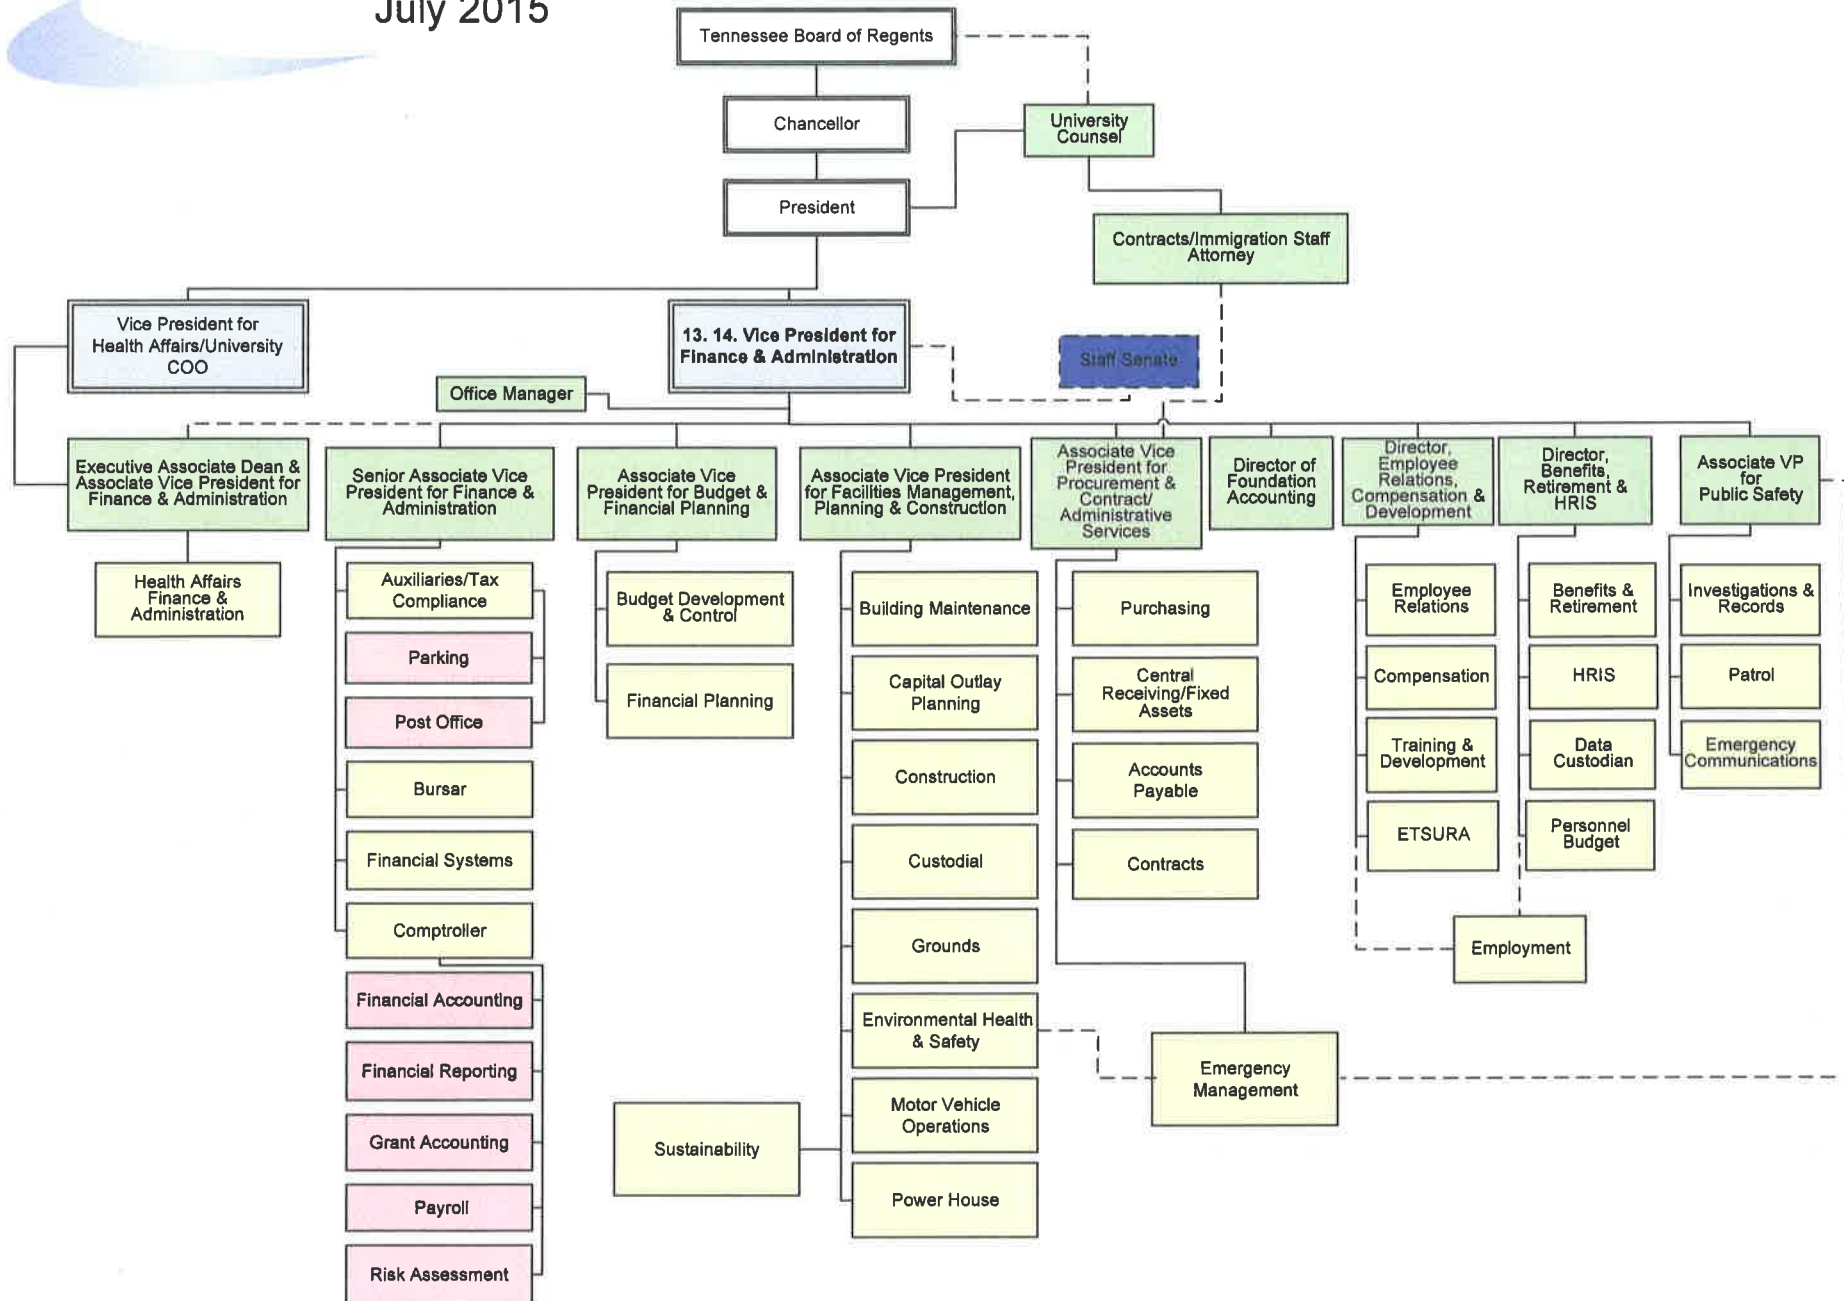 July 2015
Tennessee Board of Regents
Chancellor
University
Counsel
President
Contracts/Immigration Staff
Attorney
Vice President for
Health Affairs/University
COO
13. 14. Vice President for
Finance & Administration
Staff Senate
Office Manager
Executive Associate Dean &
Associate Vice President for
Finance & Administration
Senior Associate Vice
President for Finance &
Administration
Associate Vice
President for Budget &
Financial Planning
Associate Vice President
for Facilities Management,
Planning & Construction
Associate Vice
President for
Procurement &
Contract/
Administrative
Services
Director of
Foundation
Accounting
Director,
Employee
Relations,
Compensation &
Development
Director,
Benefits,
Retirement &
HRIS
Associate VP
for
Public Safety
Health Affairs
Finance &
Administration
Auxiliaries/Tax
Compliance
Parking
Post Office
Bursar
Financial Systems
Comptroller
Financial Accounting
Financial Reporting
Grant Accounting
Payroll
Risk Assessment
Budget Development
& Control
Financial Planning
Building Maintenance
Capital Outlay
Planning
Construction
Custodial
Grounds
Environmental Health
& Safety
Motor Vehicle
Operations
Power House
Sustainability
Purchasing
Central
Receiving/Fixed
Assets
Accounts
Payable
Contracts
Emergency
Management
Employee
Relations
Compensation
Training &
Development
ETSURA
Benefits &
Retirement
HRIS
Data
Custodian
Personnel
Budget
Employment
Investigations &
Records
Patrol
Emergency
Communications